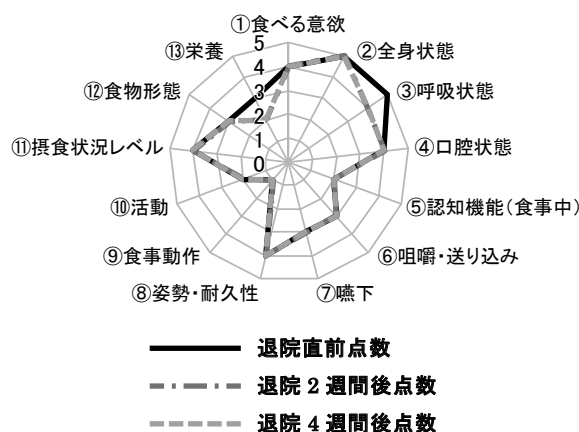 ①食べる意欲
②全身状態
③呼吸状態
④口腔状態
⑤認知機能(食事中)
⑥咀嚼・送り込み
⑦嚥下
⑧姿勢・耐久性
⑨食事動作
⑩活動
⑪摂食状況レベル
⑫食物形態
⑬栄養
5
4
3
2
1
0
退院直前点数
退院 2 週間後点数
退院 4 週間後点数